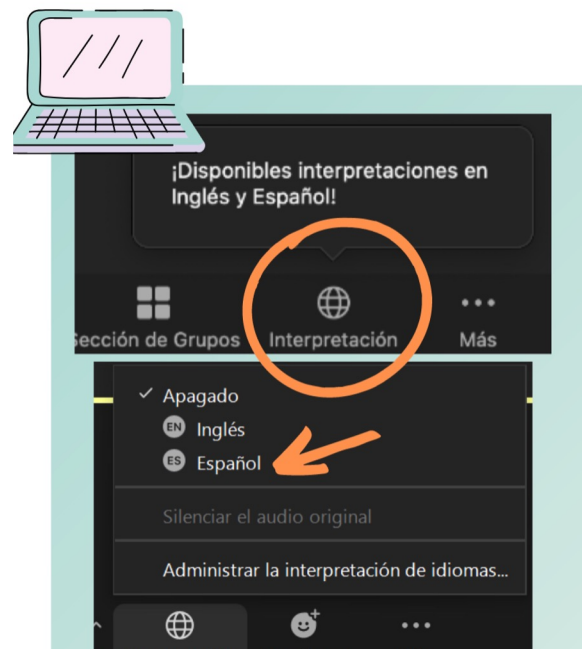 ¡Disponibles interpretaciones en
Inglés y Español!
Sección de Grupos Interpretación Más
Apagado
EN Inglés
ES Español
Silenciar el audio original
Administrar la interpretación de idiomas...